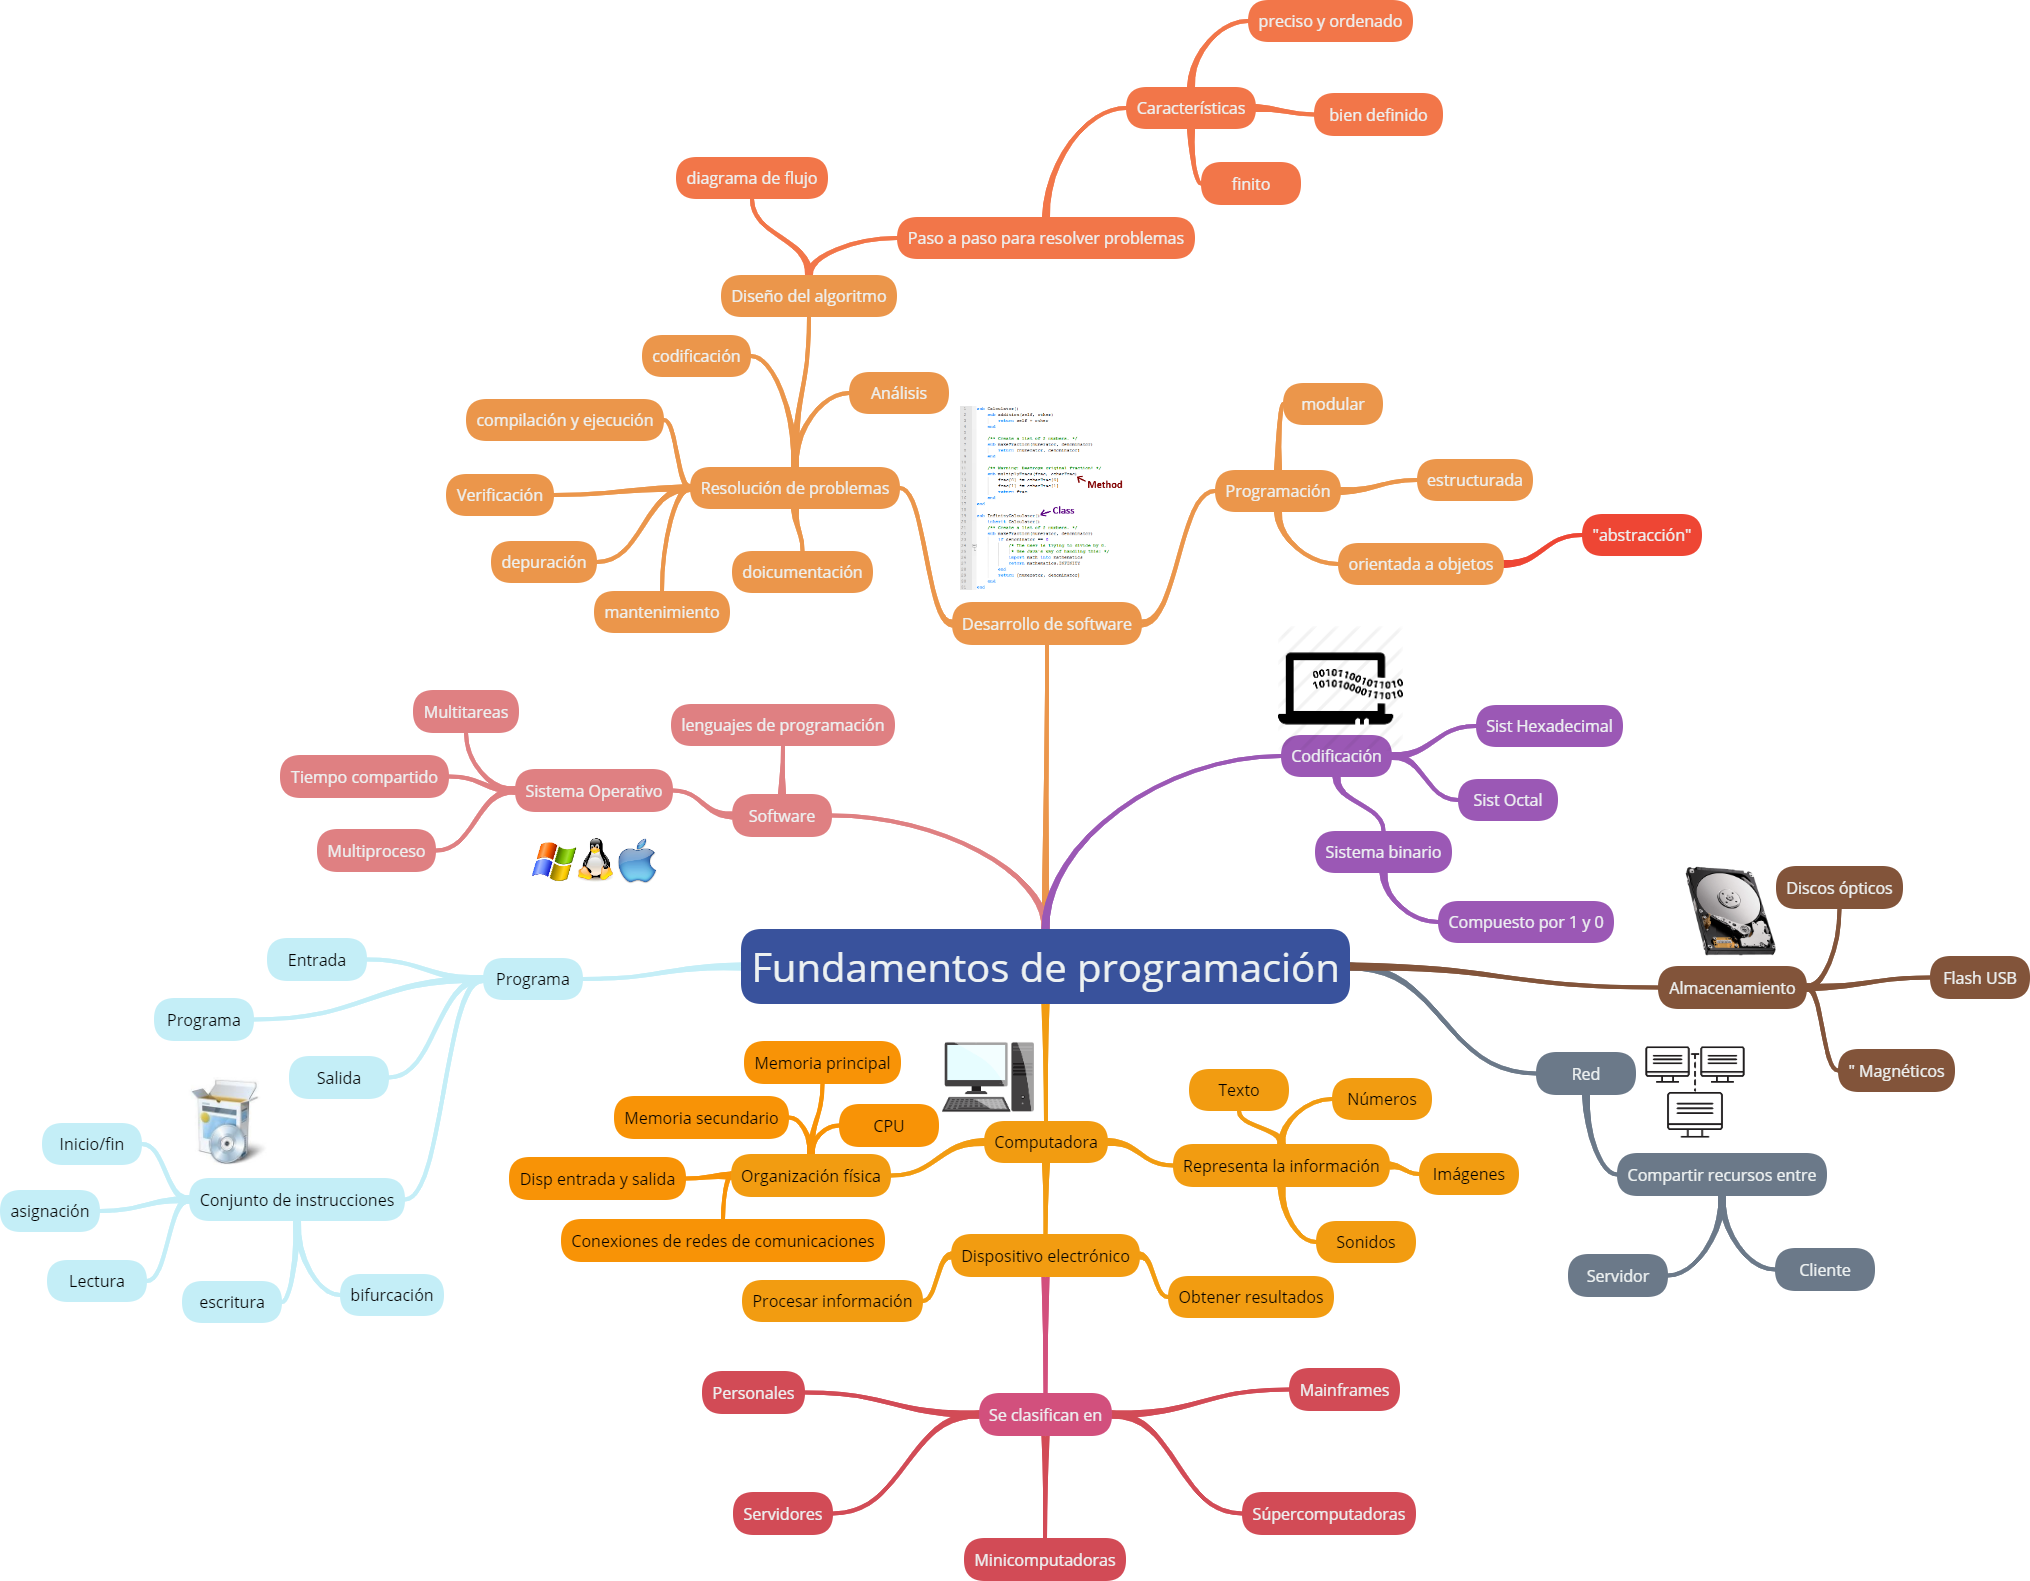 preciso y ordenado
Características
bien definido
finito
diagrama de flujo
Paso a paso para resolver problemas
Diseño del algoritmo
codificación
Análisis
compilación y ejecución
Verificación
Resolución de problemas
depuración
doicumentación
mantenimiento
Method
Class
Desarrollo de software
modular
Programación
estructurada
orientada a objetos
"abstracción"
Multitareas
lenguajes de programación
Tiempo compartido
Sistema Operativo
Software
Multiproceso
001011001011010
101010000111010
Codificación
Sist Hexadecimal
Sist Octal
Sistema binario
Compuesto por 1 y 0
Fundamentos de programación
Discos ópticos
Almacenamiento
Flash USB
" Magnéticos
Red
Compartir recursos entre
Servidor
Cliente
Entrada
Programa
Programa
Salida
Inicio/fin
Conjunto de instrucciones
asignación
Lectura
escritura
bifurcación
Memoria principal
Memoria secundario
CPU
Disp entrada y salida
Organización física
Conexiones de redes de comunicaciones
Computadora
Texto
Números
Representa la información
Imágenes
Sonidos
Dispositivo electrónico
Procesar información
Obtener resultados
Personales
Se clasifican en
Mainframes
Servidores
Súpercomputadoras
Minicomputadoras